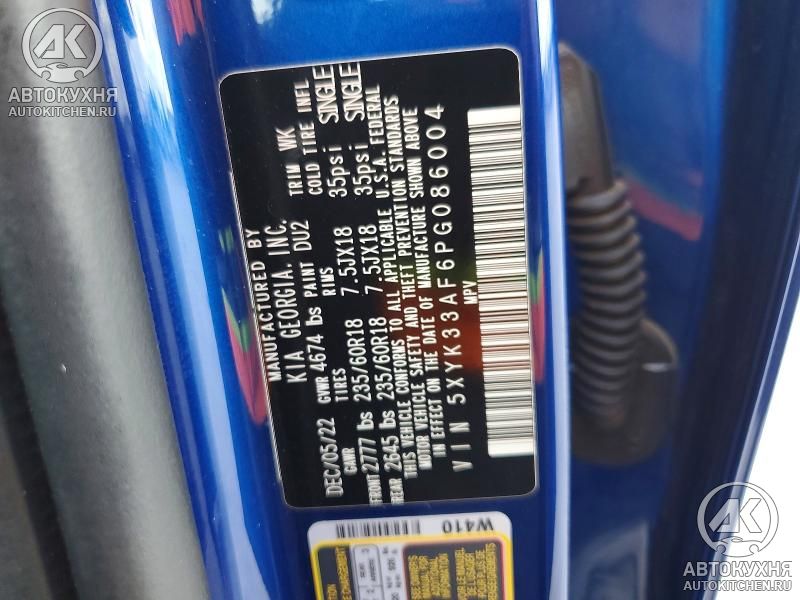 АК
АВТОКУХНЯ
AUTOKITCHEN.RU
MANUFACTURED BY
KIA GEORGIA, INC.
DEC/05/22 GVWR 4674 lbs PAINT DU2 TRIM WK
GAWR TIRES RIMS COLD TIRE INFL
FRONT 2777 lbs 235/60R18 7.5JX18 35psi SINGLE
REAR 2645 lbs 235/60R18 7.5JX18 35psi SINGLE
THIS VEHICLE CONFORMS TO ALL APPLICABLE U.S.A. FEDERAL
MOTOR VEHICLE SAFETY AND THEFT PREVENTION STANDARDS
IN EFFECT ON THE DATE OF MANUFACTURE SHOWN ABOVE
VIN 5XYK33AF6PG086004
MPV
W410
АК
АВТОКУХНЯ
AUTOKITCHEN.RU